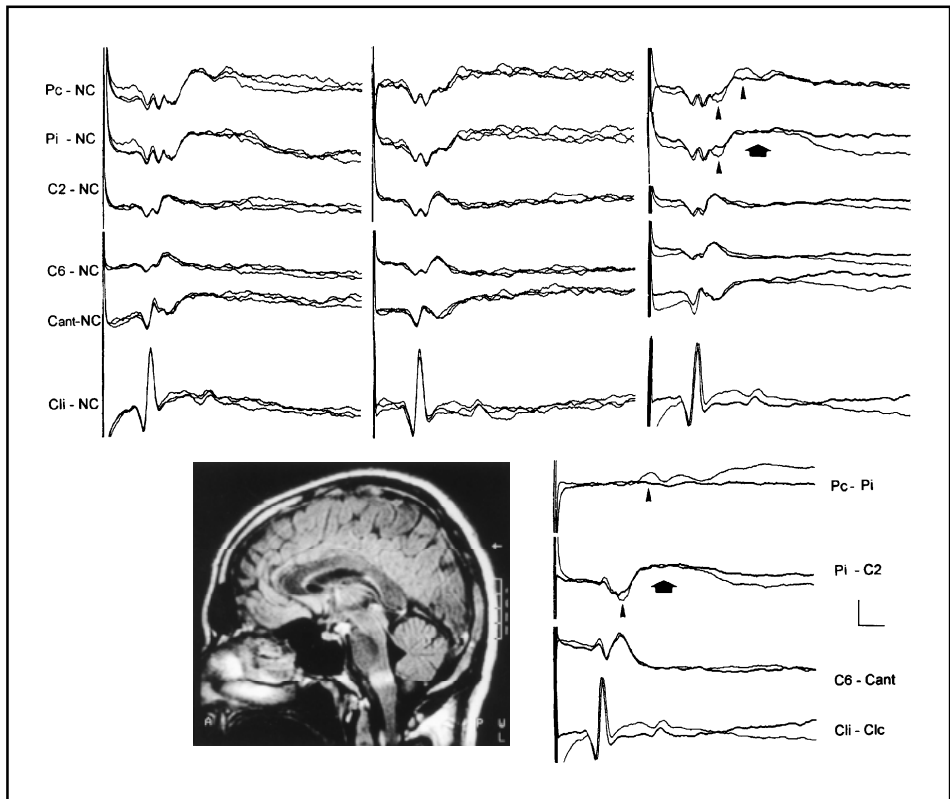 Pc - NC
Pi - NC
C2 - NC
C6 - NC
Cant-NC
Cli - NC
A
P
W
L
Pc - Pi
Pi - C2
C6 - Cant
Cli - Clc